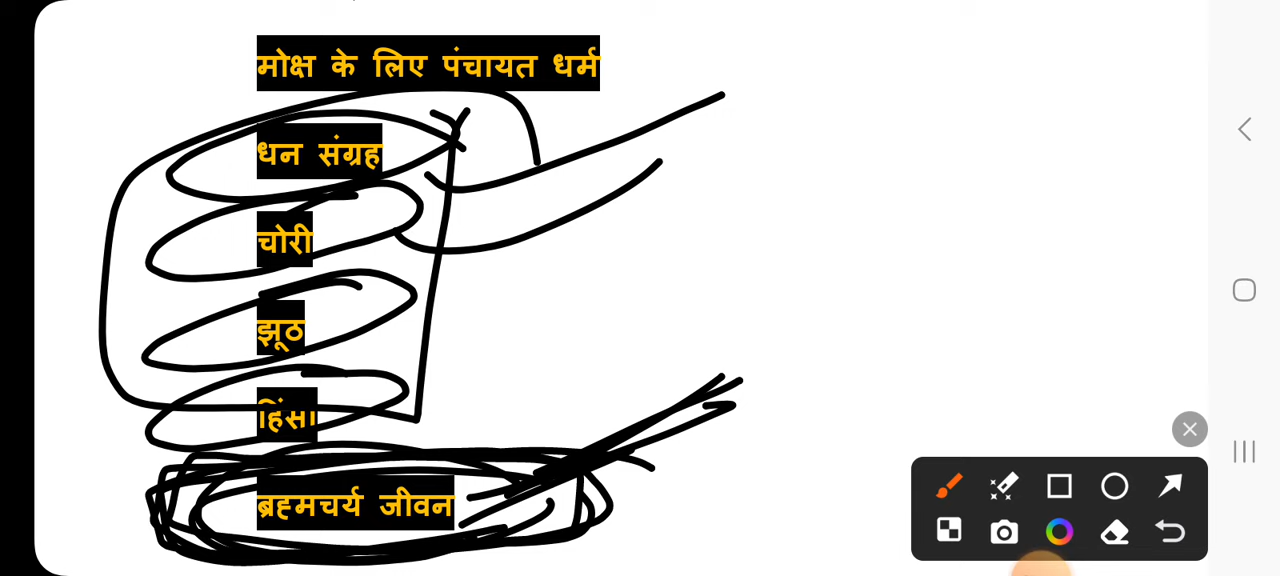 मोक्ष के लिए पंचायत धर्म
धन संग्रह
चोरी
झूठ
हिंसा
ब्रह्मचर्य जीवन